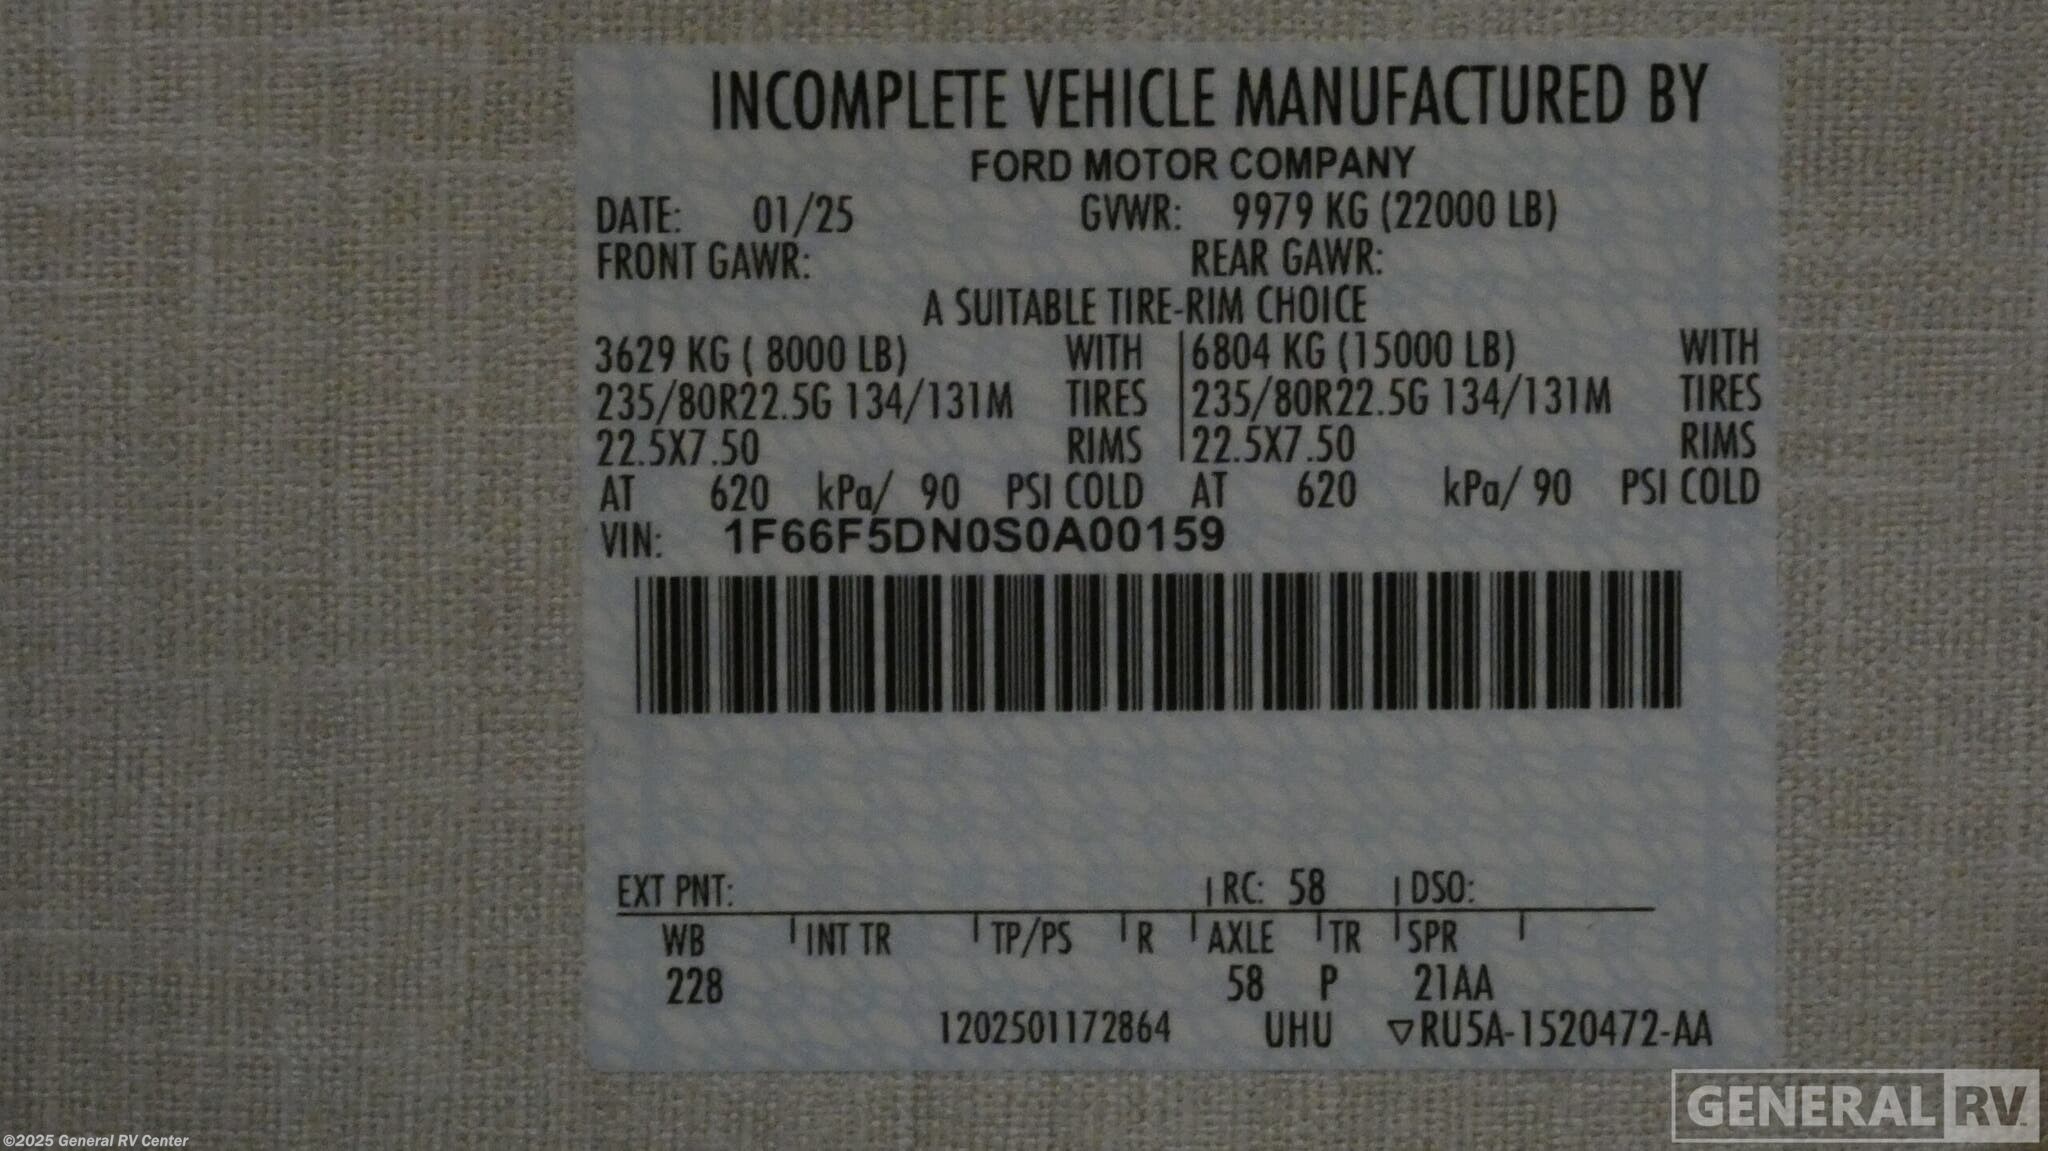 INCOMPLETE VEHICLE MANUFACTURED BY
FORD MOTOR COMPANY
DATE: 01/25 GVWR: 9979 KG (22000 LB)
FRONT GAWR: REAR GAWR:
A SUITABLE TIRE-RIM CHOICE
3629 KG ( 8000 LB) WITH 6804 KG (15000 LB) WITH
235/80R22.5G 134/131M TIRES 235/80R22.5G 134/131M TIRES
22.5X7.50 RIMS 22.5X7.50 RIMS
AT 620 kPa/ 90 PSI COLD AT 620 kPa/ 90 PSI COLD
VIN: 1F66F5DN0S0A00159
EXT PNT: RC: 58 DSO:
WB INT TR TP/PS R AXLE TR SPR
228 58 P 21AA
1202501172864 UHU ▽RU5A-1520472-AA
GENERAL RV
©2025 General RV Center